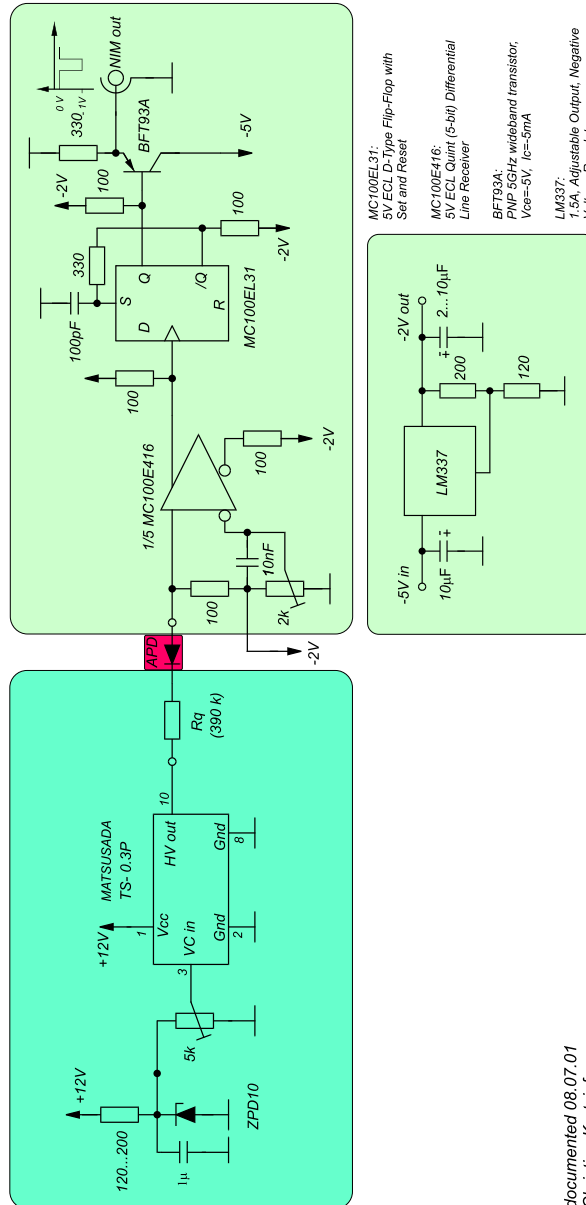 +12V
120...200
1µ
ZPD10
5k
MATSUSADA
TS- 0.3P
+12V
1
Vcc
3
VC in
HV out
10
Gnd
2
Gnd
8
Rq
(390 k)
APD
-2V
100
10nF
2k
1/5 MC100E416
100
-2V
100
100pF
330
S
D
Q
/Q
R
MC100EL31
100
-2V
-2V
100
330
BFT93A
-5V
NIM out
0 V
-1V
-5V in
10µF
+
LM337
-2V out
200
120
+
2...10µF
MC100EL31:
5V ECL D-Type Flip-Flop with
Set and Reset
MC100E416:
5V ECL Quint (5-bit) Differential
Line Receiver
BFT93A:
PNP 5GHz wideband transistor,
Vce=-5V, Ic=-5mA
LM337:
1.5A, Adjustable Output, Negative
documented 08.07.01